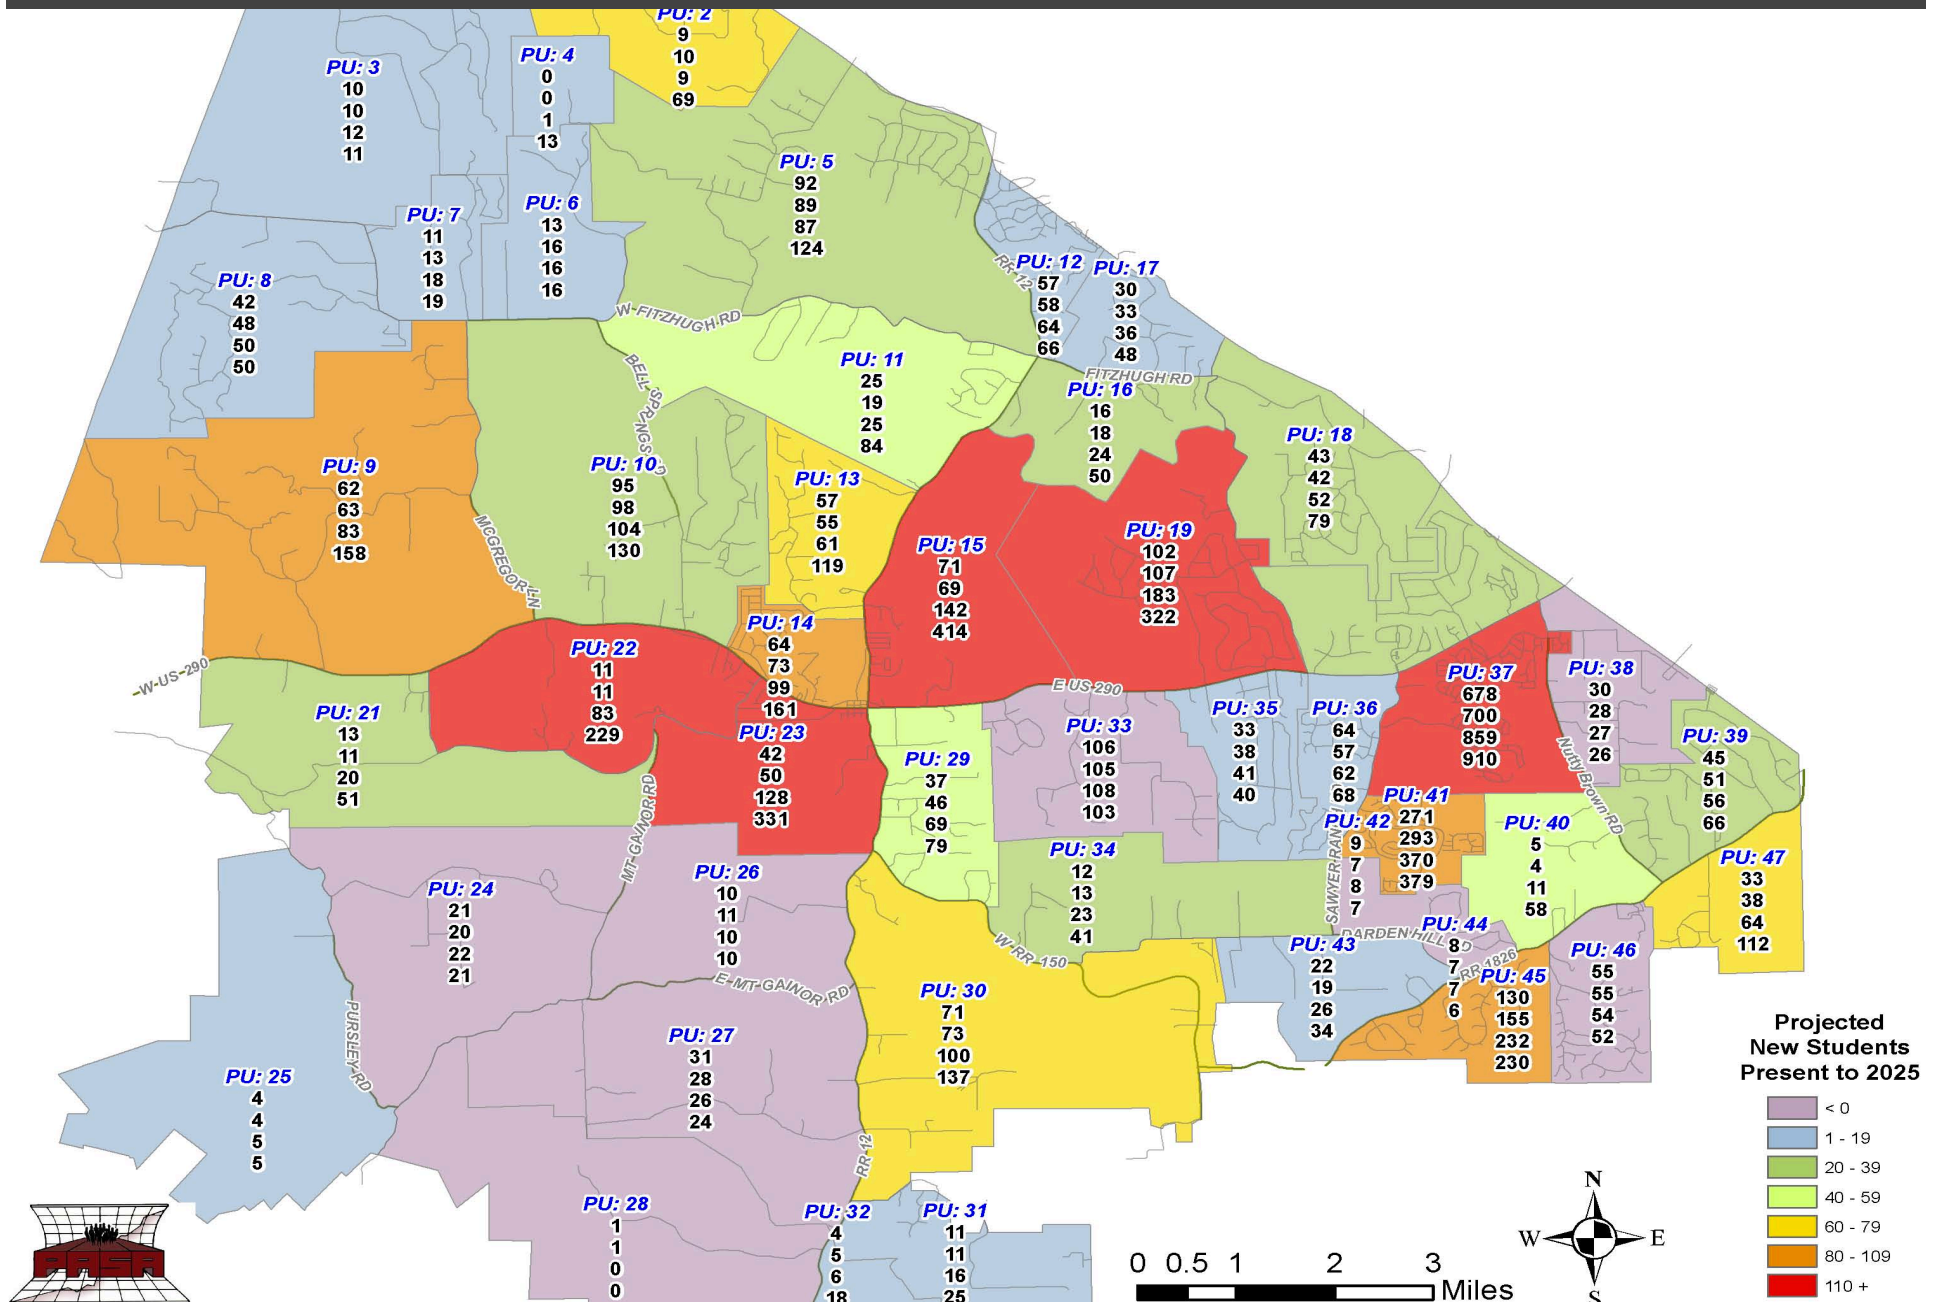 PU: 2
9
10
9
69
PU: 3
10
10
12
11
PU: 4
0
0
1
13
PU: 5
92
89
87
124
PU: 6
13
16
16
16
PU: 7
11
13
18
19
PU: 8
42
48
50
50
PU: 12
57
58
64
66
PU: 17
30
33
36
48
RR 12
W FITZHUGH RD
FITZHUGH RD
PU: 11
25
19
25
84
PU: 16
16
18
24
50
BELL SPRINGS RD
PU: 9
62
63
83
158
PU: 10
95
98
104
130
PU: 13
57
55
61
119
PU: 18
43
42
52
79
PU: 15
71
69
142
414
PU: 19
102
107
183
322
MCGREGOR LN
PU: 14
64
73
99
161
PU: 22
11
11
83
229
W US 290
E US 290
PU: 21
13
11
20
51
PU: 23
42
50
128
331
PU: 29
37
46
69
79
PU: 33
106
105
108
103
PU: 35
33
38
41
40
PU: 36
64
57
62
68
PU: 37
678
700
859
910
PU: 38
30
28
27
26
PU: 39
45
51
56
66
Nutty Brown RD
MT GAINOR RD
PU: 41
271
293
370
379
PU: 42
9
7
8
7
PU: 40
5
4
11
58
PU: 47
33
38
64
112
PU: 34
12
13
23
41
PU: 24
21
20
22
21
PU: 26
10
11
10
10
W RR 150
DARDEN HILL RD
PU: 43
22
19
26
34
PU: 44
8
7
7
6
RR 1826
PU: 45
130
155
232
230
PU: 46
55
55
54
52
E MT GAINOR RD
PURSLEY RD
PU: 30
71
73
100
137
PU: 27
31
28
26
24
PU: 25
4
4
5
5
RR 12
PU: 28
1
1
0
0
PU: 32
4
5
6
18
PU: 31
11
11
16
25
PASA
Projected
New Students
Present to 2025
< 0
1 - 19
20 - 39
40 - 59
60 - 79
80 - 109
110 +
N
W
E
S
0 0.5 1 2 3
Miles